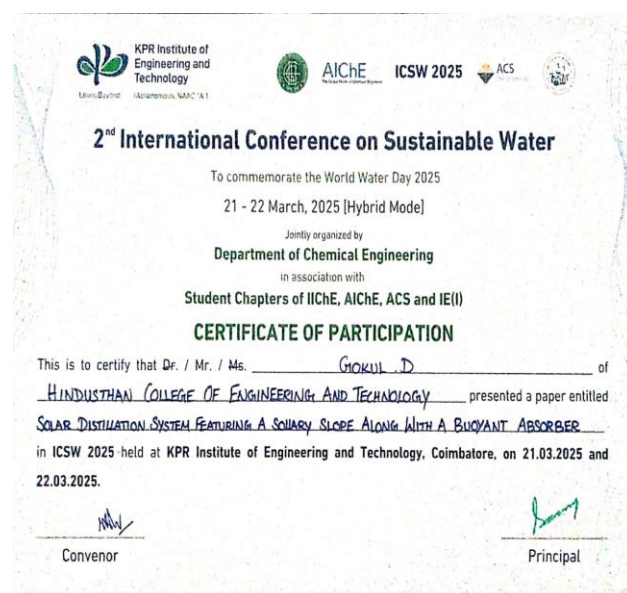 KPR Institute of
Engineering and
Technology
Learn Beyond (Autonomous, NAAC "A")
AIChE
ICSW 2025
ACS
2nd International Conference on Sustainable Water
To commemorate the World Water Day 2025
21 - 22 March, 2025 [Hybrid Mode]
Jointly organized by
Department of Chemical Engineering
in association with
Student Chapters of IIChE, AIChE, ACS and IE(I)
CERTIFICATE OF PARTICIPATION
This is to certify that Dr. / Mr. / Ms. GOKUL .D of
HINDUSTHAN COLLEGE OF ENGINEERING AND TECHNOLOGY presented a paper entitled
SOLAR DISTILLATION SYSTEM FEATURING A SOLIARY SLOPE ALONG WITH A BUOYANT ABSORBER
in ICSW 2025 held at KPR Institute of Engineering and Technology, Coimbatore, on 21.03.2025 and
22.03.2025.
Convenor
Principal